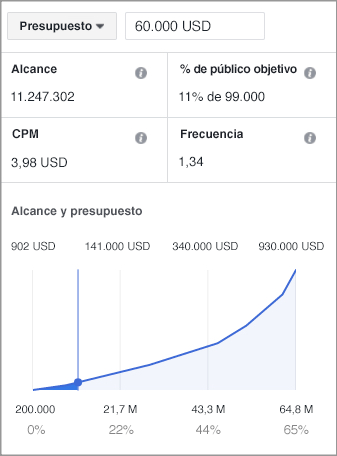 Presupuesto 60.000 USD
Alcance % de público objetivo
11.247.302 11% de 99.000
CPM Frecuencia
3,98 USD 1,34
Alcance y presupuesto
902 USD 141.000 USD 340.000 USD 930.000 USD
200.000 21,7 M 43,3 M 64,8 M
0% 22% 44% 65%